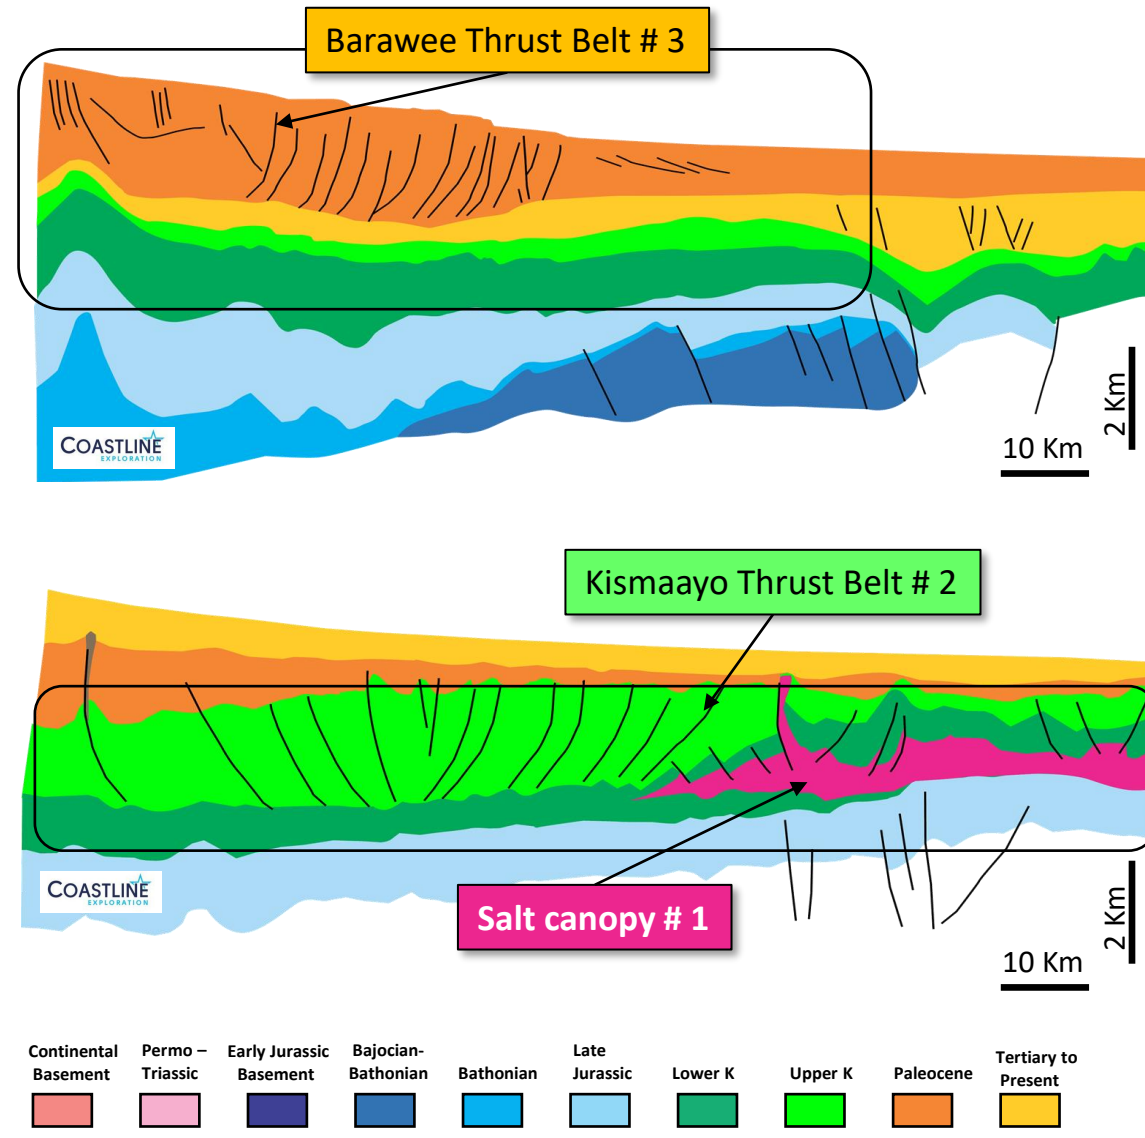 Barawee Thrust Belt # 3
COASTLINE
EXPLORATION
10 Km
2 Km
Kismaayo Thrust Belt # 2
COASTLINE
EXPLORATION
Salt canopy # 1
10 Km
2 Km
Continental
Basement
Permo –
Triassic
Early Jurassic
Basement
Bajocian-
Bathonian
Bathonian
Late
Jurassic
Lower K
Upper K
Paleocene
Tertiary to
Present